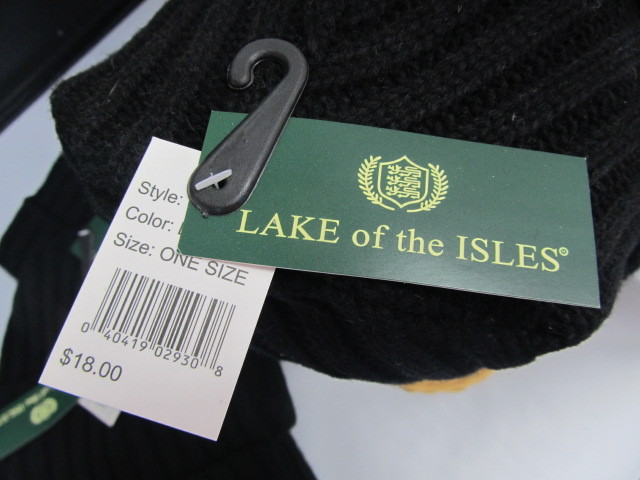 LAKE of the ISLES®
Style:
Color:
Size: ONE SIZE
0 40419 02930 8
$18.00